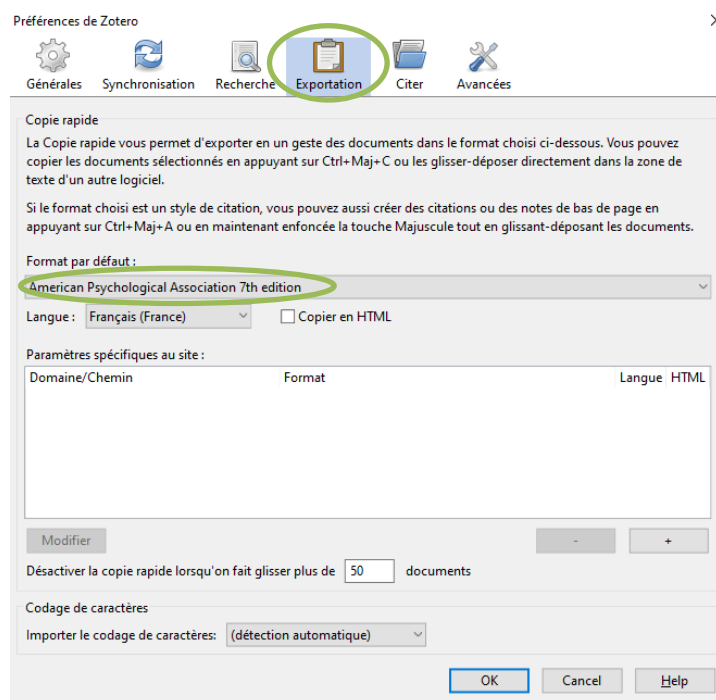 Préférences de Zotero
Générales Synchronisation Recherche Exportation Citer Avancées
Copie rapide
La Copie rapide vous permet d'exporter en un geste des documents dans le format choisi ci-dessous. Vous pouvez
copier les documents sélectionnés en appuyant sur Ctrl+Maj+C ou les glisser-déposer directement dans la zone de
texte d'un autre logiciel.
Si le format choisi est un style de citation, vous pouvez aussi créer des citations ou des notes de bas de page en
appuyant sur Ctrl+Maj+A ou en maintenant enfoncée la touche Majuscule tout en glissant-déposant les documents.
Format par défaut :
American Psychological Association 7th edition
Langue : Français (France) Copier en HTML
Paramètres spécifiques au site :
Domaine/Chemin Format Langue HTML
Modifier - +
Désactiver la copie rapide lorsqu'on fait glisser plus de 50 documents
Codage de caractères
Importer le codage de caractères: (détection automatique)
OK Cancel Help